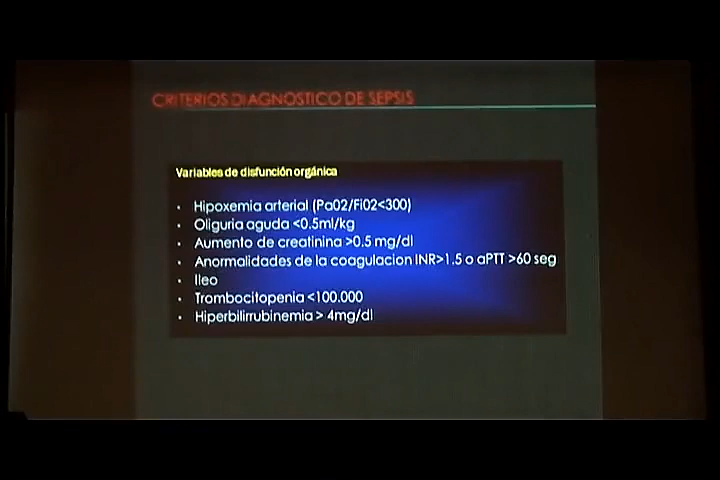 CRITERIOS DIAGNOSTICO DE SEPSIS
Variables de disfunción orgánica
• Hipoxemia arterial (Pa02/Fi02<300)
• Oliguria aguda <0.5ml/kg
• Aumento de creatinina >0.5 mg/dl
• Anormalidades de la coagulacion INR>1.5 o aPTT >60 seg
• Ileo
• Trombocitopenia <100.000
• Hiperbilirrubinemia > 4mg/dl